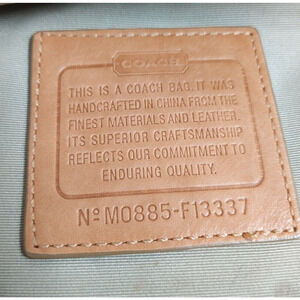 COACH
THIS IS A COACH BAG. IT WAS
HANDCRAFTED IN CHINA FROM THE
FINEST MATERIALS AND LEATHER.
ITS SUPERIOR CRAFTSMANSHIP
REFLECTS OUR COMMITMENT TO
ENDURING QUALITY.
Nº M0885-F13337